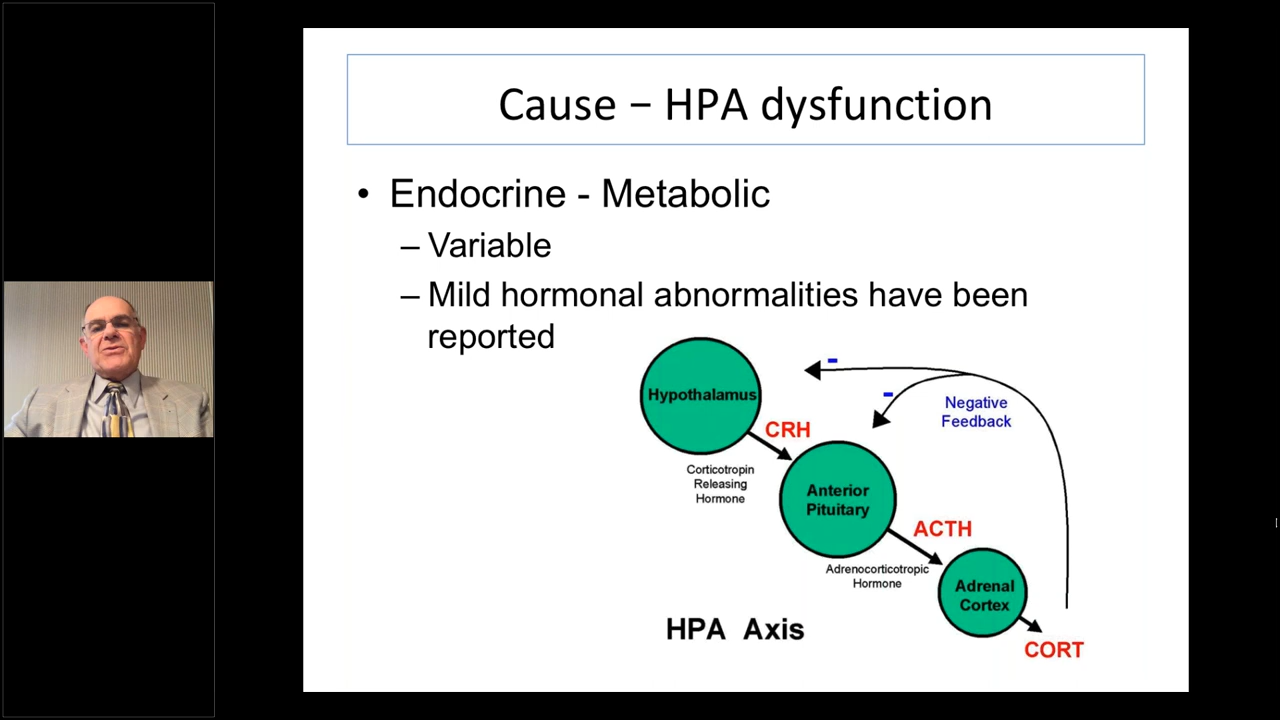 Cause – HPA dysfunction
• Endocrine - Metabolic
– Variable
– Mild hormonal abnormalities have been
reported
Hypothalamus
CRH
Corticotropin
Releasing
Hormone
-
-
Negative
Feedback
Anterior
Pituitary
ACTH
Adrenocorticotropic
Hormone
Adrenal
Cortex
CORT
HPA Axis